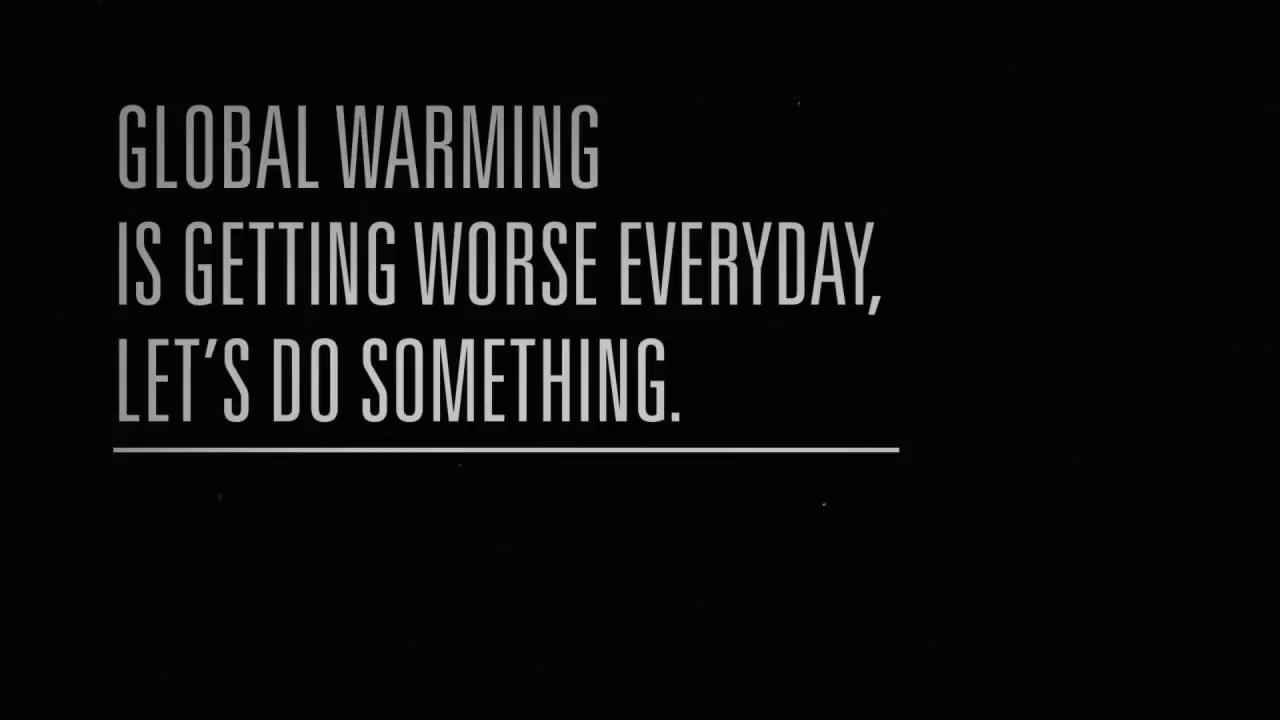 GLOBAL WARMING
IS GETTING WORSE EVERYDAY,
LET’S DO SOMETHING.